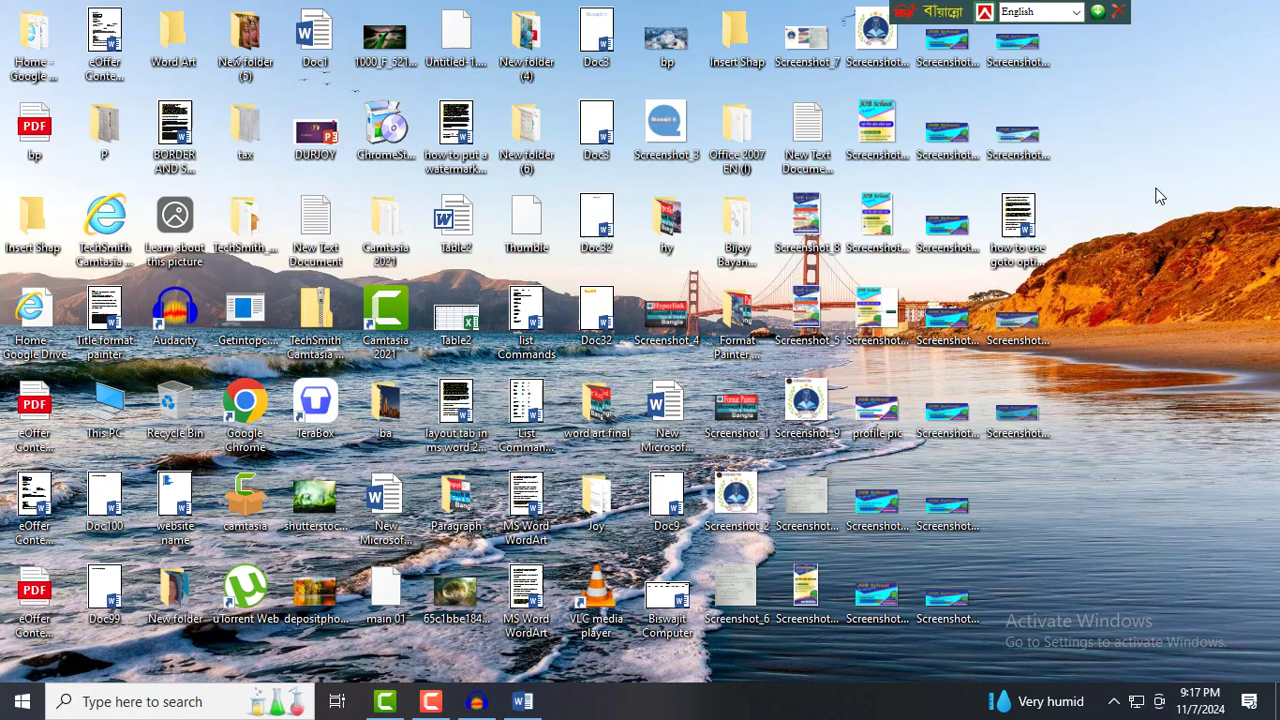 বায়ান্নো English
Home - Google ...
eOffer Conte...
Word Art
New folder (5)
Doc1
1000_F_521...
Untitled-1....
New folder (4)
Doc3
bp
Insert Shap
Screenshot_7
Screenshot...
Screenshot...
Screenshot...
PDF
bp
P
BORDER AND S...
tax
DURJOY
ChromeSt...
how to put a watermark...
New folder (6)
Doc3
Screenshot_3
Office 2007 EN (I)
New Text Docume...
Screenshot...
Screenshot...
Screenshot...
Insert Shap
TechSmith Camtasia ...
Learn about this picture
TechSmith_...
New Text Document
Camtasia 2021
Table2
Thumble
Doc32
hy
Bijoy Bayan...
Screenshot_8
Screenshot...
Screenshot...
how to use goto opti...
Home - Google Drive
Title format painter
Audacity
Getintopc...
TechSmith Camtasia ...
Camtasia 2021
Table2
list Commands
Doc32
Screenshot_4
Format Painter ...
Screenshot_5
Screenshot...
Screenshot...
Screenshot...
PDF
eOffer Conte...
This PC
Recycle Bin
Google Chrome
TeraBox
ba
layout tab in ms word 2...
List Comman...
word art final
New Microsof...
Screenshot_1
Screenshot_9
profile pic
Screenshot...
Screenshot...
eOffer Conte...
Doc100
website name
camtasia
shutterstoc...
New Microsof...
Paragraph
MS Word WordArt
Joy
Doc9
Screenshot_2
Screenshot...
Screenshot...
Screenshot...
PDF
eOffer Conte...
Doc99
New folder
uTorrent Web
depositpho...
main 01
65c1bbe184...
MS Word WordArt
VLC media player
Biswajit Computer
Screenshot_6
Screenshot...
Screenshot...
Screenshot...
Activate Windows
Go to Settings to activate Windows.
Type here to search
Very humid
9:17 PM
11/7/2024